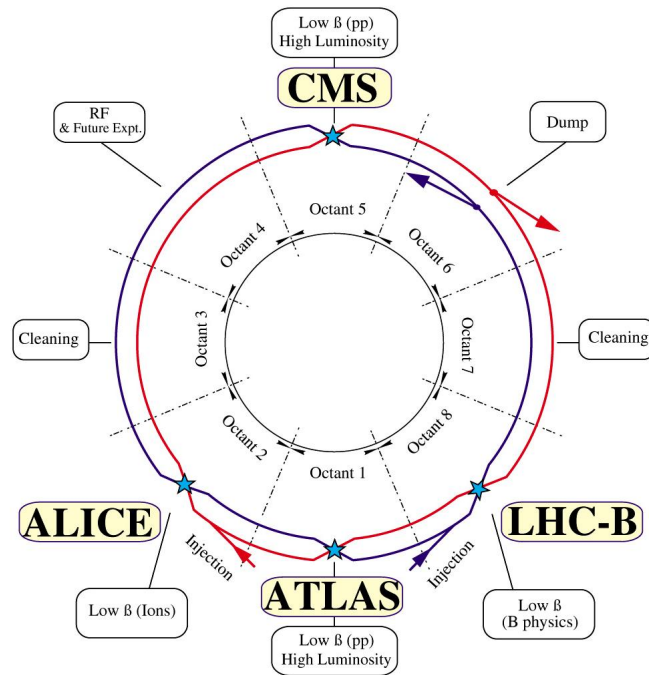 Low ß (pp)
High Luminosity
CMS
RF
& Future Expt.
Dump
Octant 5
Octant 4
Octant 6
Cleaning
Octant 3
Octant 7
Cleaning
Octant 2
Octant 8
Octant 1
ALICE
LHC-B
Injection
Injection
ATLAS
Low ß (Ions)
Low ß
(B physics)
Low ß (pp)
High Luminosity